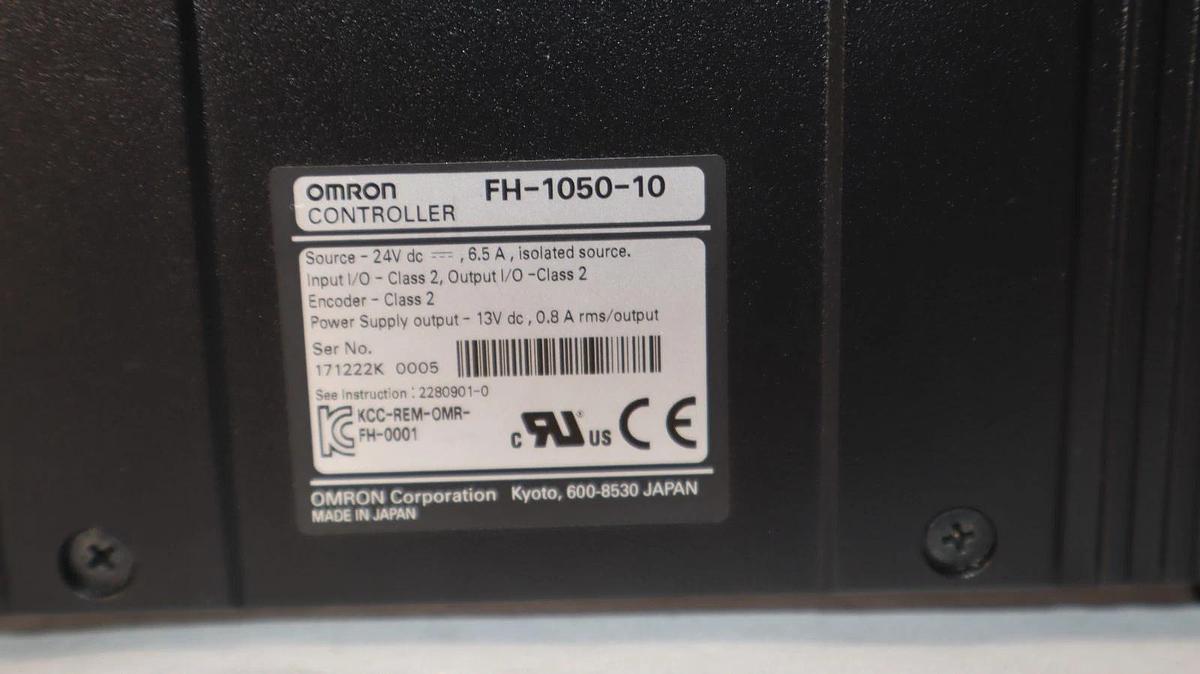 OMRON FH-1050-10
CONTROLLER
Source - 24V dc ⎓ , 6.5 A , isolated source.
Input I/O - Class 2, Output I/O -Class 2
Encoder - Class 2
Power Supply output - 13V dc , 0.8 A rms/output
Ser No.
171222K 0005
See Instruction : 2280901-0
KCC-REM-OMR-
FH-0001
c RU ® US CE
OMRON Corporation Kyoto, 600-8530 JAPAN
MADE IN JAPAN